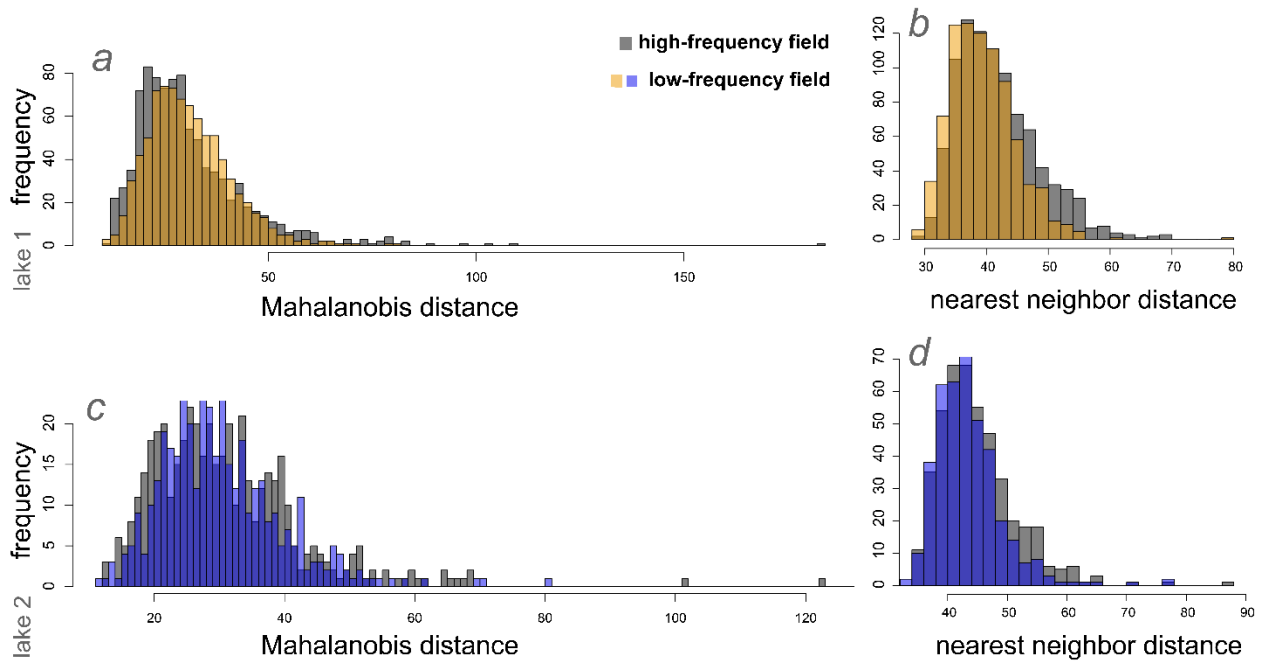 a
high-frequency field
low-frequency field
frequency
lake 1
0 20 40 60 80
50 100 150
Mahalanobis distance
b
0 20 40 60 80 100 120
30 40 50 60 70 80
nearest neighbor distance
c
frequency
lake 2
0 5 10 15 20
20 40 60 80 100 120
Mahalanobis distance
d
0 10 20 30 40 50 60 70
40 50 60 70 80 90
nearest neighbor distance